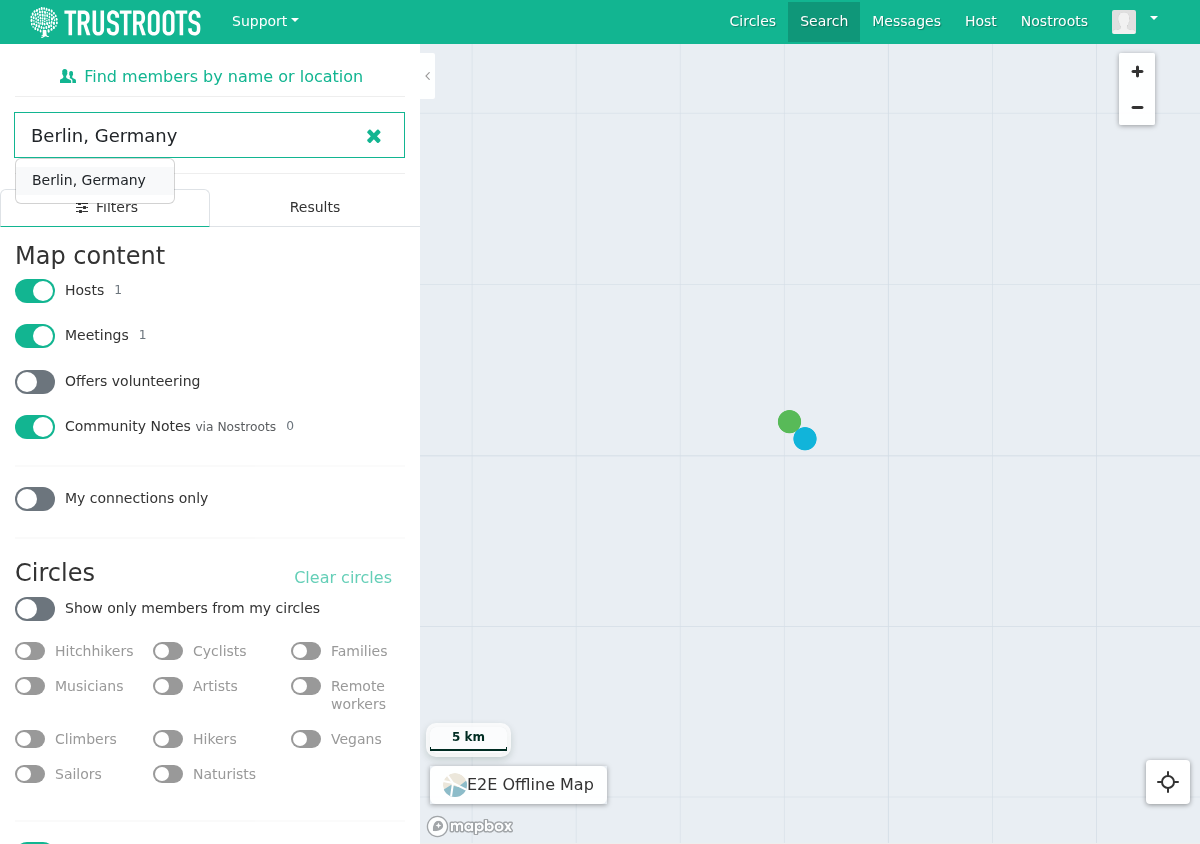 TRUSTROOTS
Support
Circles
Search
Messages
Host
Nostroots
Find members by name or location
Berlin, Germany
Berlin, Germany
Filters
Results
Map content
Hosts 1
Meetings 1
Offers volunteering
Community Notes via Nostroots 0
My connections only
Circles
Clear circles
Show only members from my circles
Hitchhikers
Cyclists
Families
Musicians
Artists
Remote
workers
Climbers
Hikers
Vegans
Sailors
Naturists
5 km
E2E Offline Map
mapbox